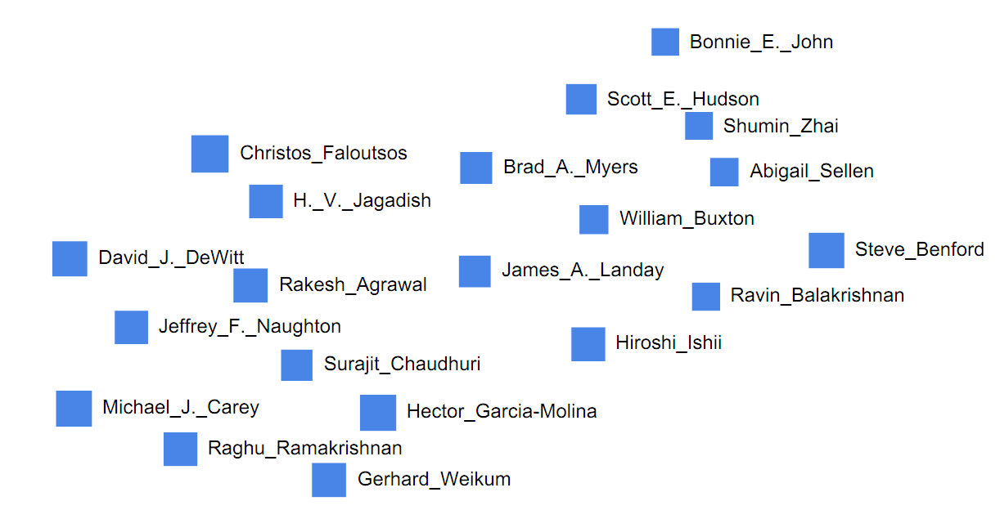 Bonnie_E._John
Scott_E._Hudson
Shumin_Zhai
Christos_Faloutsos
Brad_A._Myers
Abigail_Sellen
H._V._Jagadish
William_Buxton
Steve_Benford
David_J._DeWitt
James_A._Landay
Rakesh_Agrawal
Ravin_Balakrishnan
Jeffrey_F._Naughton
Hiroshi_Ishii
Surajit_Chaudhuri
Michael_J._Carey
Hector_Garcia-Molina
Raghu_Ramakrishnan
Gerhard_Weikum